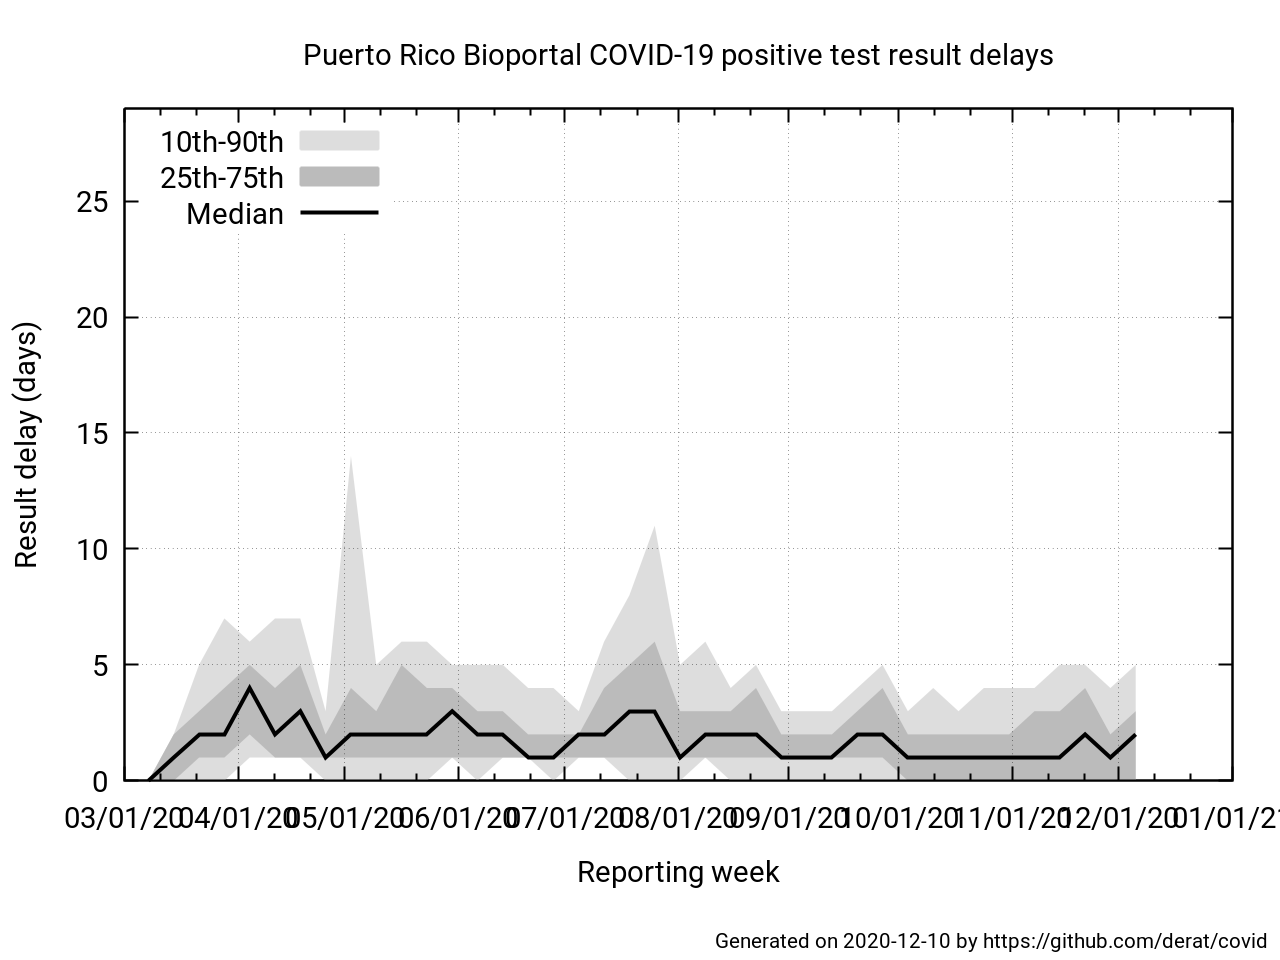 Puerto Rico Bioportal COVID-19 positive test result delays
10th-90th
25th-75th
Median
25
20
15
10
5
0
Result delay (days)
03/01/20 04/01/20 05/01/20 06/01/20 07/01/20 08/01/20 09/01/20 10/01/20 11/01/20 12/01/20 01/01/21
Reporting week
Generated on 2020-12-10 by https://github.com/derat/covid